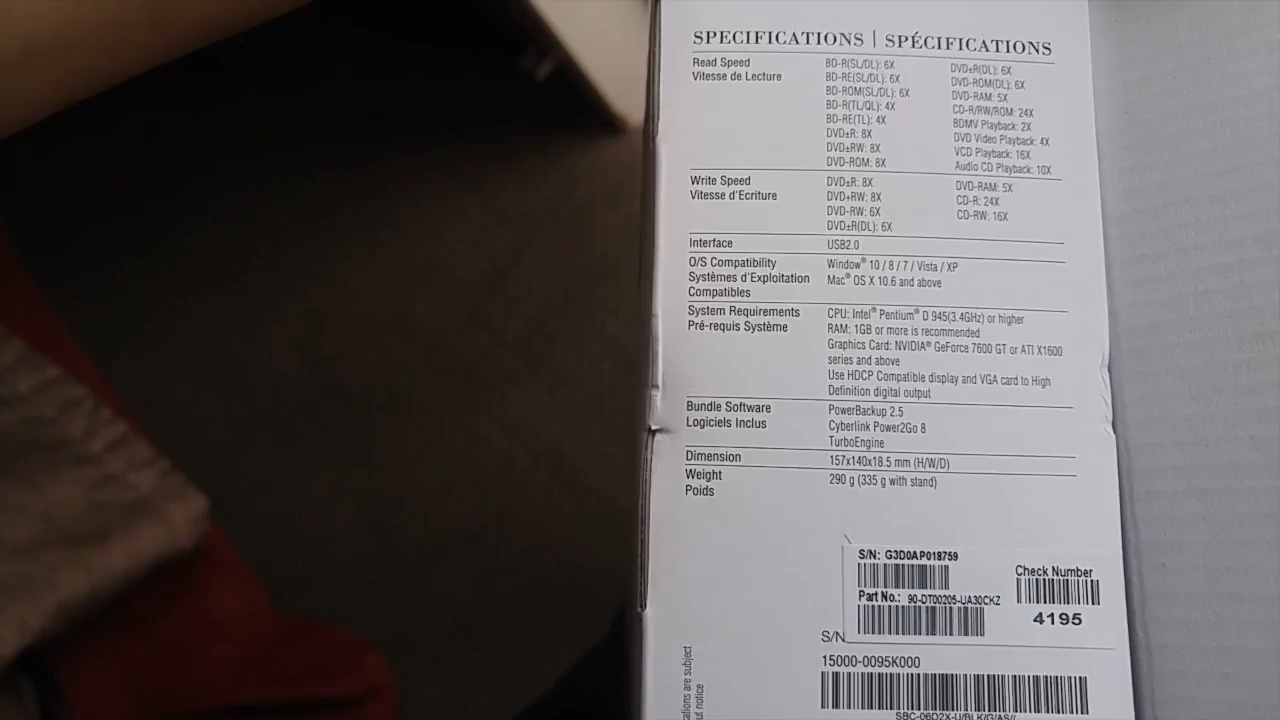 SPECIFICATIONS | SPÉCIFICATIONS
Read Speed
Vitesse de Lecture
BD-R(SL/DL): 6X
BD-RE(SL/DL): 6X
BD-ROM(SL/DL): 6X
BD-R(TL/QL): 4X
BD-RE(TL): 4X
DVD±R: 8X
DVD±RW: 8X
DVD-ROM: 8X
DVD±R(DL): 6X
DVD-ROM(DL): 6X
DVD-RAM: 5X
CD-R/RW/ROM: 24X
BDMV Playback: 2X
DVD Video Playback: 4X
VCD Playback: 16X
Audio CD Playback: 10X
Write Speed
Vitesse d'Ecriture
DVD±R: 8X
DVD+RW: 8X
DVD-RW: 6X
DVD±R(DL): 6X
DVD-RAM: 5X
CD-R: 24X
CD-RW: 16X
Interface
USB2.0
O/S Compatibility
Systèmes d'Exploitation
Compatibles
Window® 10 / 8 / 7 / Vista / XP
Mac® OS X 10.6 and above
System Requirements
Pré-requis Système
CPU: Intel® Pentium® D 945(3.4GHz) or higher
RAM: 1GB or more is recommended
Graphics Card: NVIDIA® GeForce 7600 GT or ATI X1600
series and above
Use HDCP Compatible display and VGA card to High
Definition digital output
Bundle Software
Logiciels Inclus
PowerBackup 2.5
Cyberlink Power2Go 8
TurboEngine
Dimension
157x140x18.5 mm (H/W/D)
Weight
Poids
290 g (335 g with stand)
S/N: G3D0AP018759
Part No.: 90-DT00205-UA30CKZ
Check Number
4195
S/N
15000-0095K000
SBC-06D2X-U/BLK/G/AS//
are subject
notice